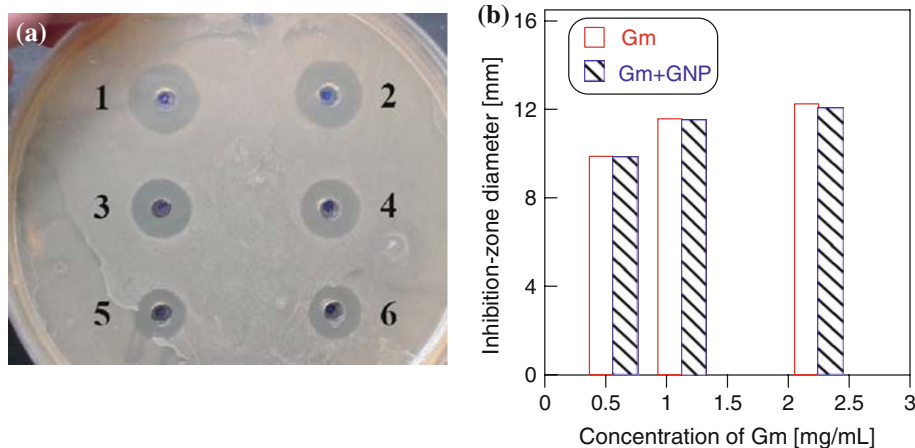 (a)
1
2
3
4
5
6
(b)
16
12
8
4
0
Inhibition-zone diameter [mm]
Gm
Gm+GNP
0 0.5 1 1.5 2 2.5 3
Concentration of Gm [mg/mL]